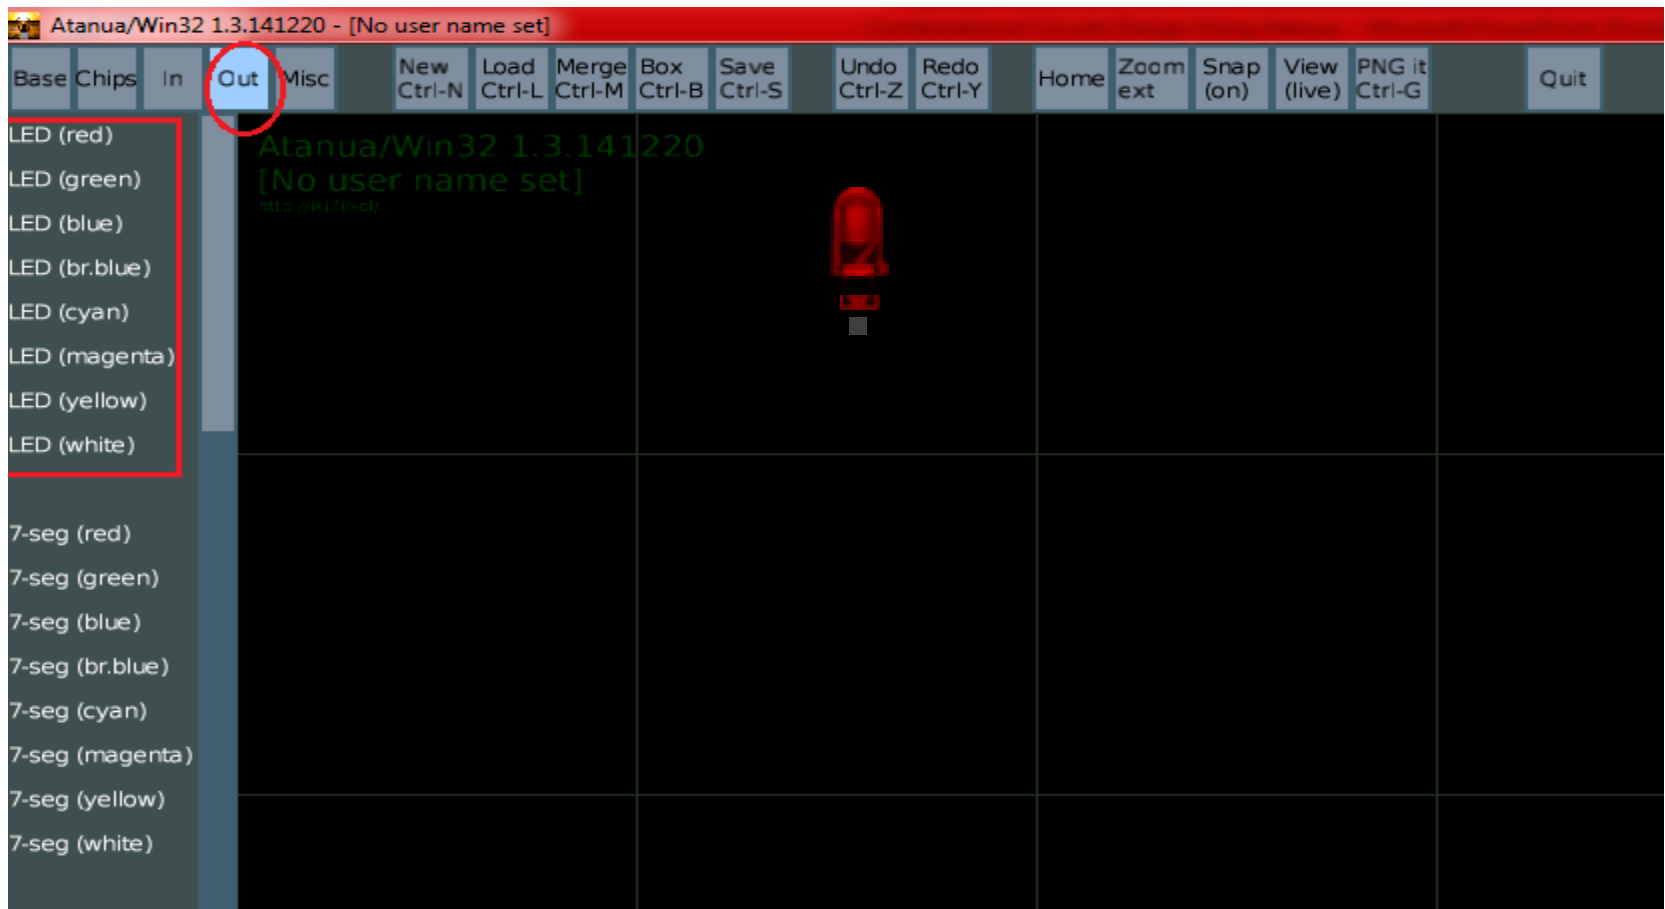 Atanua/Win32 1.3.141220 - [No user name set]
Base Chips In Out Misc
New Ctrl-N
Load Ctrl-L
Merge Ctrl-M
Box Ctrl-B
Save Ctrl-S
Undo Ctrl-Z
Redo Ctrl-Y
Home
Zoom ext
Snap (on)
View (live)
PNG it Ctrl-G
Quit
LED (red)
LED (green)
LED (blue)
LED (br.blue)
LED (cyan)
LED (magenta)
LED (yellow)
LED (white)
7-seg (red)
7-seg (green)
7-seg (blue)
7-seg (br.blue)
7-seg (cyan)
7-seg (magenta)
7-seg (yellow)
7-seg (white)
Atanua/Win32 1.3.141220
[No user name set]
http://iki.fi/sol/